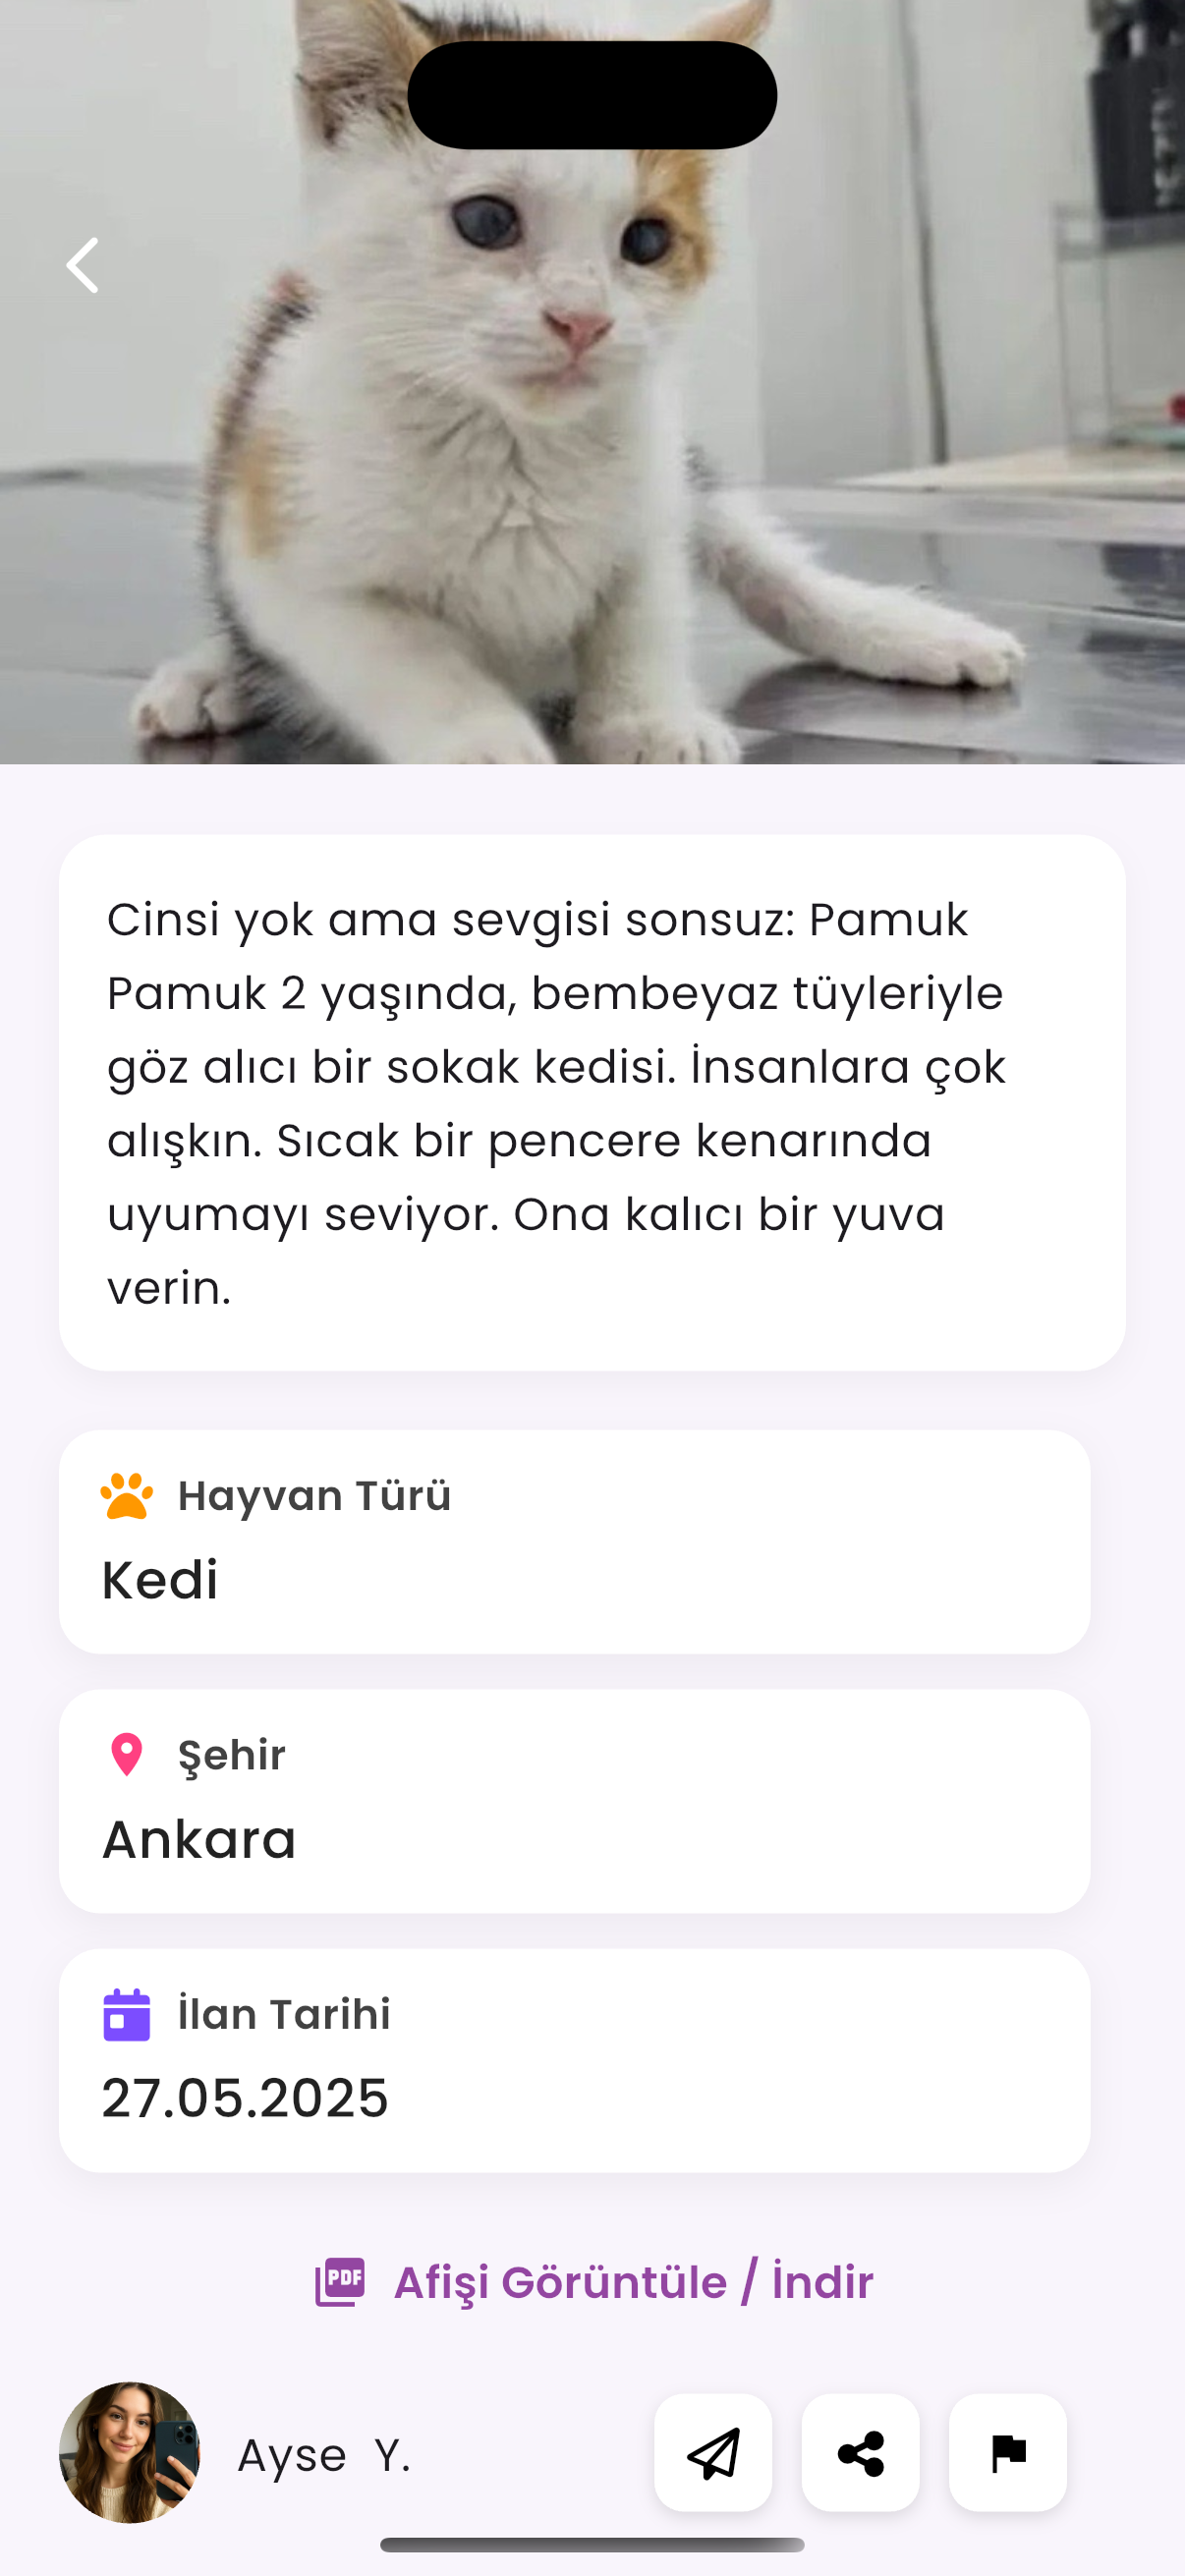 Cinsi yok ama sevgisi sonsuz: Pamuk
Pamuk 2 yaşında, bembeyaz tüyleriyle
göz alıcı bir sokak kedisi. İnsanlara çok
alışkın. Sıcak bir pencere kenarında
uyumayı seviyor. Ona kalıcı bir yuva
verin.
Hayvan Türü
Kedi
Şehir
Ankara
İlan Tarihi
27.05.2025
PDF Afişi Görüntüle / İndir
Ayse Y.